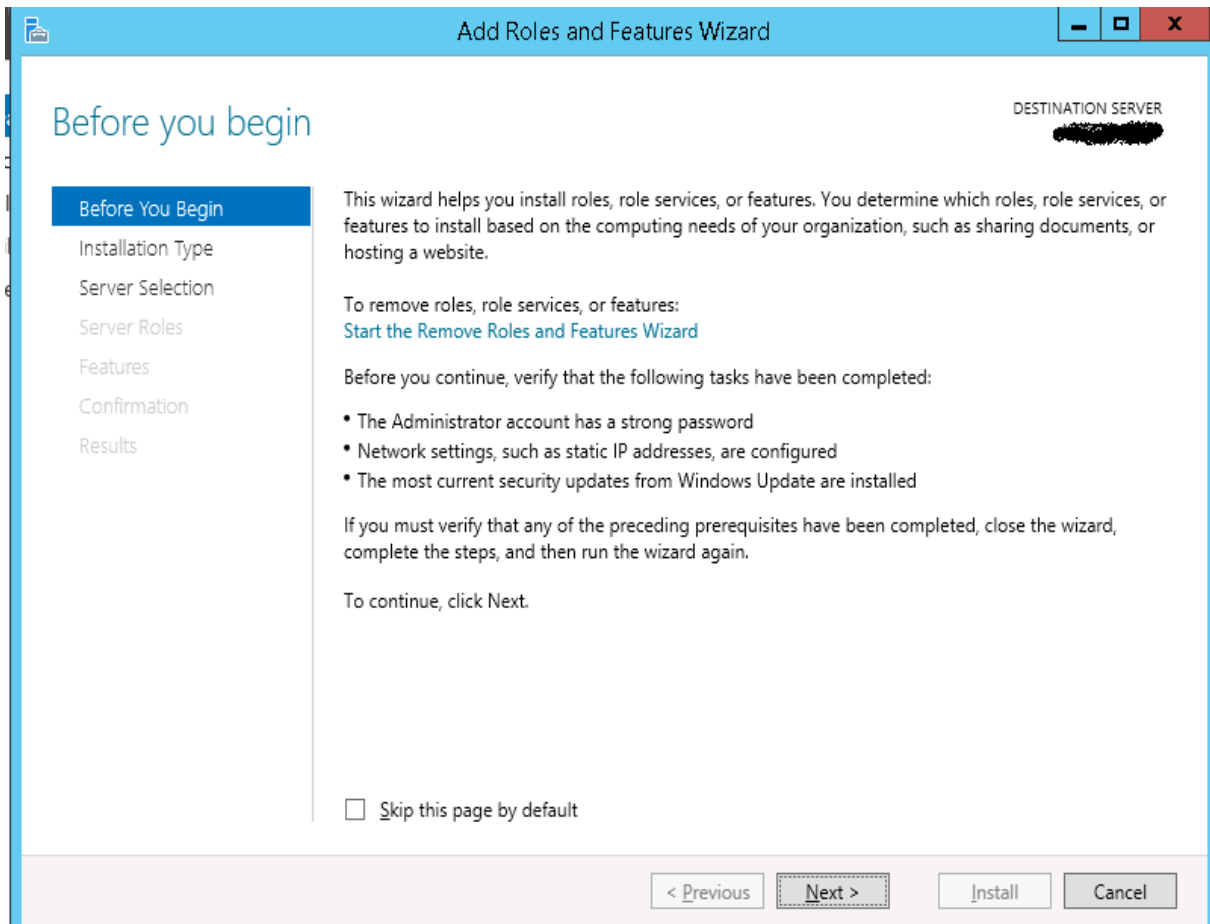 Add Roles and Features Wizard
X
Before you begin
DESTINATION SERVER
Before You Begin
Installation Type
Server Selection
Server Roles
Features
Confirmation
Results
This wizard helps you install roles, role services, or features. You determine which roles, role services, or
features to install based on the computing needs of your organization, such as sharing documents, or
hosting a website.
To remove roles, role services, or features:
Start the Remove Roles and Features Wizard
Before you continue, verify that the following tasks have been completed:
• The Administrator account has a strong password
• Network settings, such as static IP addresses, are configured
• The most current security updates from Windows Update are installed
If you must verify that any of the preceding prerequisites have been completed, close the wizard,
complete the steps, and then run the wizard again.
To continue, click Next.
Skip this page by default
< Previous
Next >
Install
Cancel